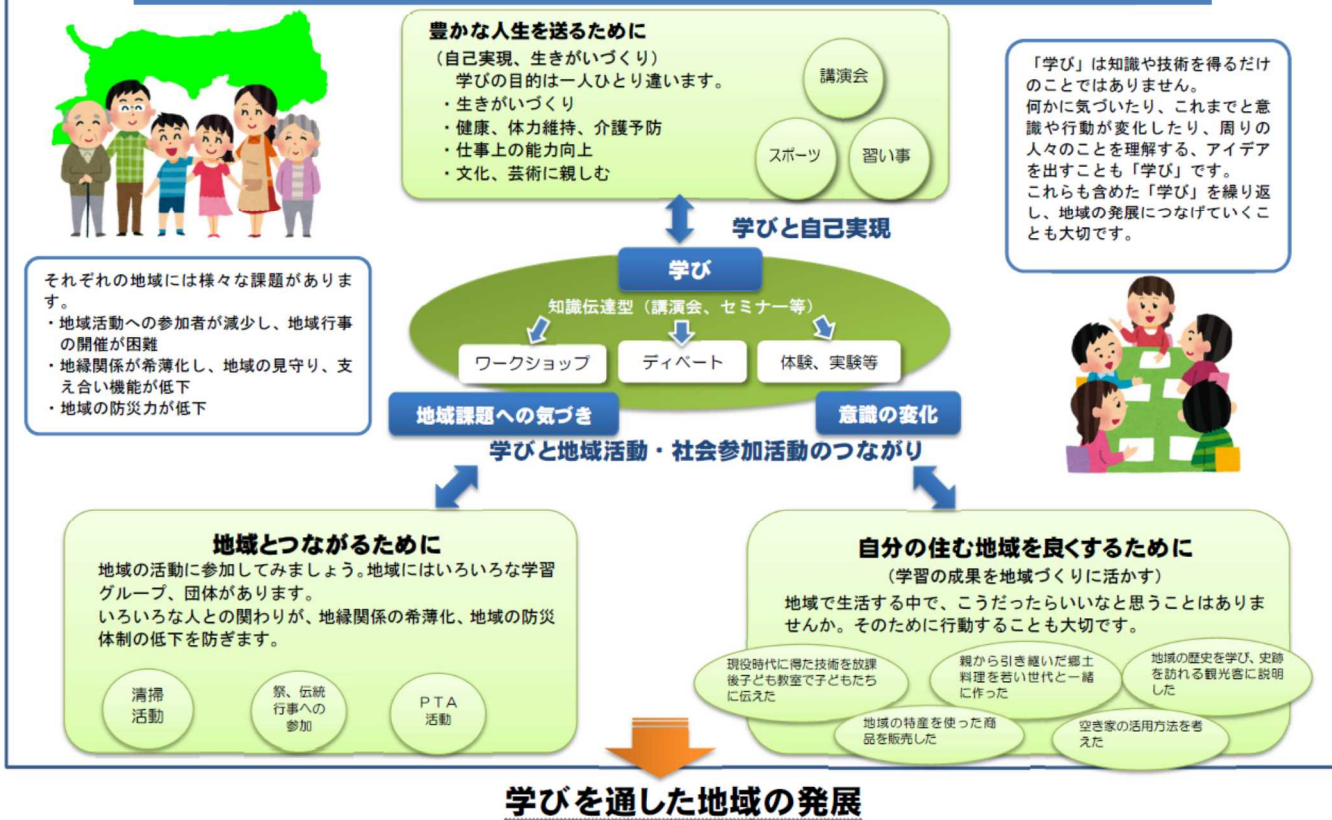 豊かな人生を送るために
（自己実現、生きがいづくり）
学びの目的は一人ひとり違います。
・生きがいづくり
・健康、体力維持、介護予防
・仕事上の能力向上
・文化、芸術に親しむ
講演会
スポーツ
習い事
「学び」は知識や技術を得るだけ
のことではありません。
何かに気づいたり、これまでと意
識や行動が変化したり、周りの
人々のことを理解する、アイデア
を出すことも「学び」です。
これらも含めた「学び」を繰り返
し、地域の発展につなげていくこ
とも大切です。
学びと自己実現
それぞれの地域には様々な課題がありま
す。
・地域活動への参加者が減少し、地域行事
の開催が困難
・地縁関係が希薄化し、地域の見守り、支
え合い機能が低下
・地域の防災力が低下
学び
知識伝達型（講演会、セミナー等）
ワークショップ
ディベート
体験、実験等
地域課題への気づき
意識の変化
学びと地域活動・社会参加活動のつながり
地域とつながるために
地域の活動に参加してみましょう。地域にはいろいろな学習
グループ、団体があります。
いろいろな人との関わりが、地縁関係の希薄化、地域の防災
体制の低下を防ぎます。
清掃
活動
祭、伝統
行事への
参加
ＰＴＡ
活動
自分の住む地域を良くするために
（学習の成果を地域づくりに活かす）
地域で生活する中で、こうだったらいいなと思うことはありま
せんか。そのために行動することも大切です。
現役時代に得た技術を放課
後子ども教室で子どもたち
に伝えた
親から引き継いだ郷土
料理を若い世代と一緒
に作った
地域の歴史を学び、史跡
を訪れる観光客に説明
した
地域の特産を使った商
品を販売した
空き家の活用方法を考
えた
学びを通した地域の発展